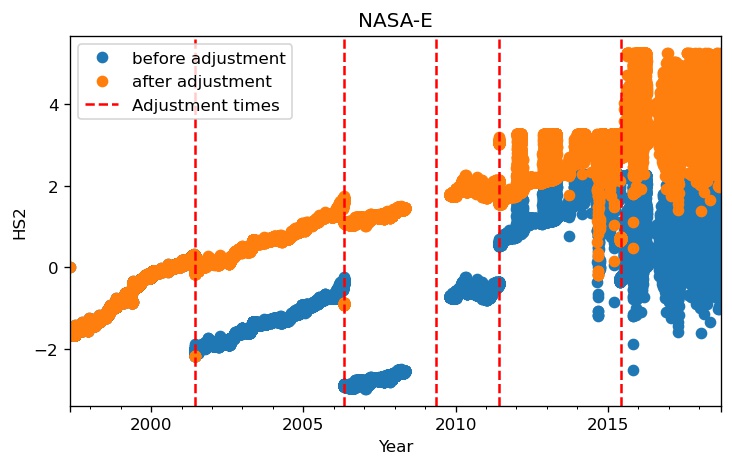 NASA-E
before adjustment
after adjustment
Adjustment times
4
2
0
−2
HS2
2000 2005 2010 2015
Year